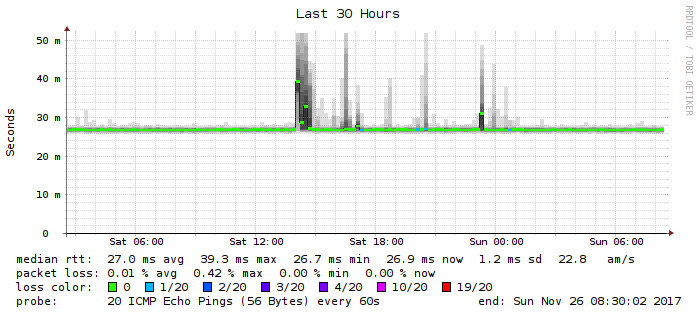 Last 30 Hours
RRDTOOL / TOBI OETIKER
Seconds
50 m
40 m
30 m
20 m
10 m
0
Sat 06:00 Sat 12:00 Sat 18:00 Sun 00:00 Sun 06:00
median rtt: 27.0 ms avg 39.3 ms max 26.7 ms min 26.9 ms now 1.2 ms sd 22.8 am/s
packet loss: 0.01 % avg 0.42 % max 0.00 % min 0.00 % now
loss color: 0 1/20 2/20 3/20 4/20 10/20 19/20
probe: 20 ICMP Echo Pings (56 Bytes) every 60s end: Sun Nov 26 08:30:02 2017